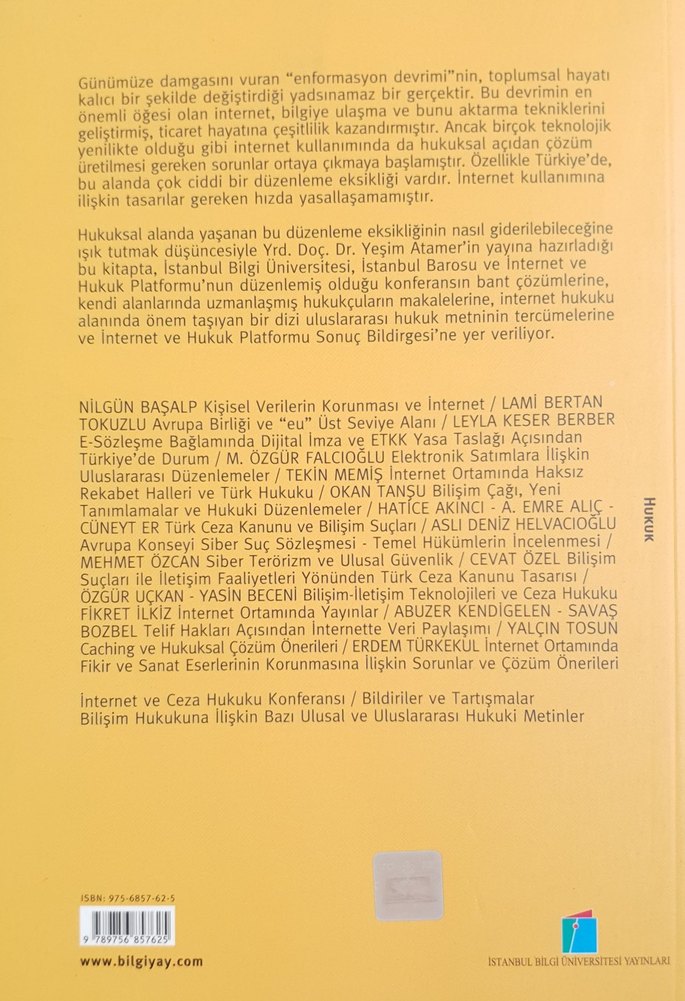 Günümüze damgasını vuran “enformasyon devrimi”nin, toplumsal hayatı
kalıcı bir şekilde değiştirdiği yadsınamaz bir gerçektir. Bu devrimin en
önemli öğesi olan internet, bilgiye ulaşma ve bunu aktarma tekniklerini
geliştirmiş, ticaret hayatına çeşitlilik kazandırmıştır. Ancak birçok teknolojik
yenilikte olduğu gibi internet kullanımında da hukuksal açıdan çözüm
üretilmesi gereken sorunlar ortaya çıkmaya başlamıştır. Özellikle Türkiye’de,
bu alanda çok ciddi bir düzenleme eksikliği vardır. İnternet kullanımına
ilişkin tasarılar gereken hızda yasallaşamamıştır.
Hukuksal alanda yaşanan bu düzenleme eksikliğinin nasıl giderilebileceğine
ışık tutmak düşüncesiyle Yrd. Doç. Dr. Yeşim Atamer’in yayına hazırladığı
bu kitapta, İstanbul Bilgi Üniversitesi, İstanbul Barosu ve İnternet ve
Hukuk Platformu’nun düzenlemiş olduğu konferansın bant çözümlerine,
kendi alanlarında uzmanlaşmış hukukçuların makalelerine, internet hukuku
alanında önem taşıyan bir dizi uluslararası hukuk metninin tercümelerine
ve İnternet ve Hukuk Platformu Sonuç Bildirgesi’ne yer veriliyor.
NİLGÜN BAŞALP Kişisel Verilerin Korunması ve İnternet / LAMİ BERTAN
TOKUZLU Avrupa Birliği ve “eu” Üst Seviye Alanı / LEYLA KESER BERBER
E-Sözleşme Bağlamında Dijital İmza ve ETKK Yasa Taslağı Açısından
Türkiye’de Durum / M. ÖZGÜR FALCIOĞLU Elektronik Satımlara İlişkin
Uluslararası Düzenlemeler / TEKİN MEMİŞ İnternet Ortamında Haksız
Rekabet Halleri ve Türk Hukuku / OKAN TANŞU Bilişim Çağı, Yeni
Tanımlamalar ve Hukuki Düzenlemeler / HATİCE AKINCI - A. EMRE ALIÇ -
CÜNEYT ER Türk Ceza Kanunu ve Bilişim Suçları / ASLI DENİZ HELVACIOĞLU
Avrupa Konseyi Siber Suç Sözleşmesi - Temel Hükümlerin İncelenmesi /
MEHMET ÖZCAN Siber Terörizm ve Ulusal Güvenlik / CEVAT ÖZEL Bilişim
Suçları ile İletişim Faaliyetleri Yönünden Türk Ceza Kanunu Tasarısı /
ÖZGÜR UÇKAN - YASİN BECENİ Bilişim-İletişim Teknolojileri ve Ceza Hukuku
FİKRET İLKİZ İnternet Ortamında Yayınlar / ABUZER KENDİGELEN - SAVAŞ
BOZBEL Telif Hakları Açısından İnternette Veri Paylaşımı / YALÇIN TOSUN
Caching ve Hukuksal Çözüm Önerileri / ERDEM TÜRKEKUL İnternet Ortamında
Fikir ve Sanat Eserlerinin Korunmasına İlişkin Sorunlar ve Çözüm Önerileri
İnternet ve Ceza Hukuku Konferansı / Bildiriler ve Tartışmalar
Bilişim Hukukuna İlişkin Bazı Ulusal ve Uluslararası Hukuki Metinler
Hukuk
ISBN: 975-6857-62-5
9 789756 857625
www.bilgiyay.com
İSTANBUL BİLGİ ÜNİVERSİTESİ YAYINLARI